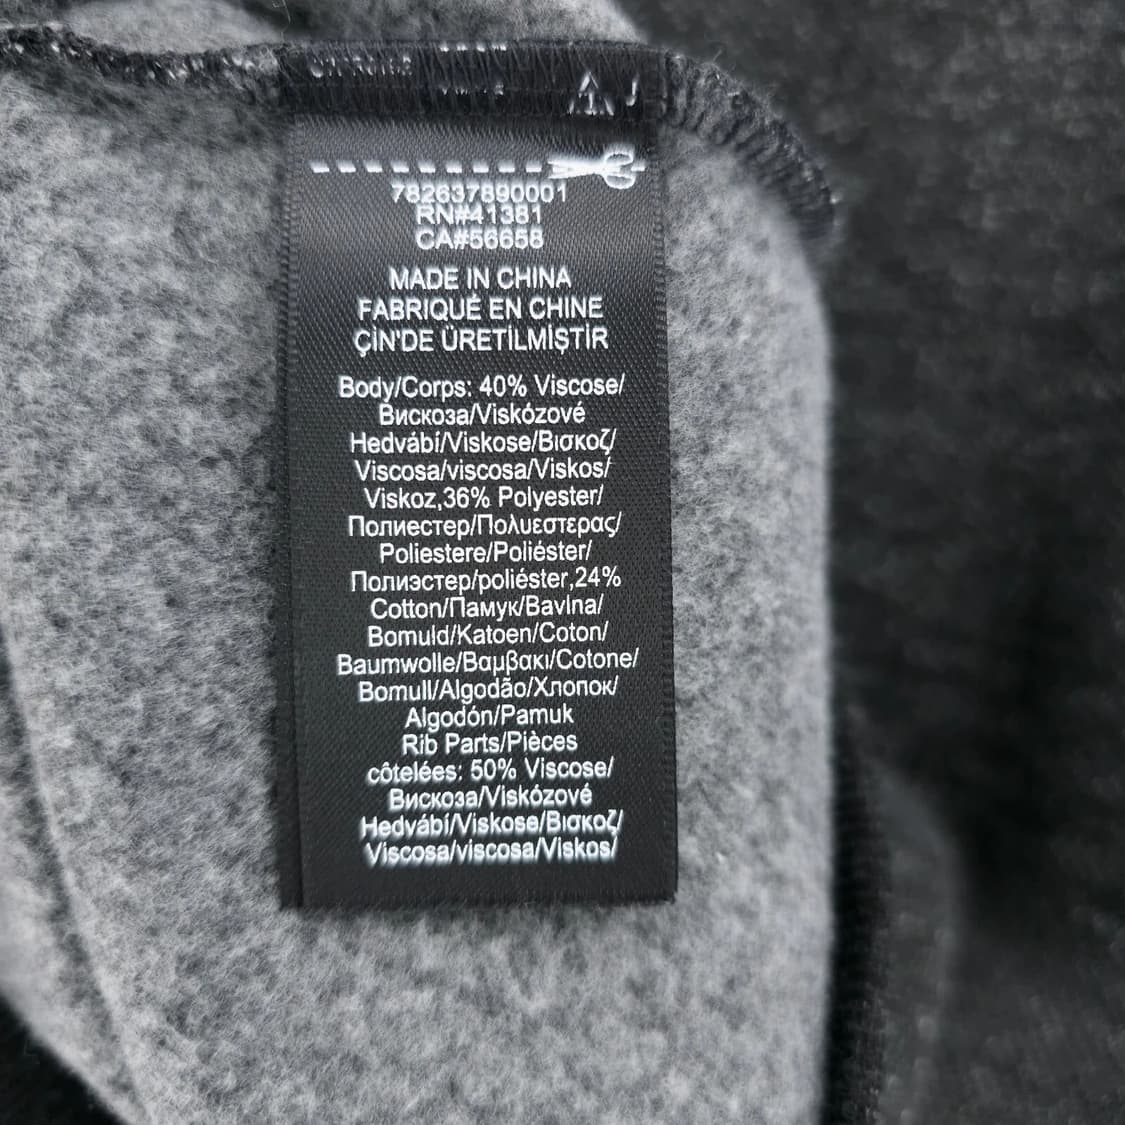 782637890001
RN#41381
CA#56658
MADE IN CHINA
FABRIQUÉ EN CHINE
ÇİN'DE ÜRETİLMİŞTİR
Body/Corps: 40% Viscose/
Вискоза/Viskózové
Hedvábí/Viskose/Βισκοζ/
Viscosa/viscosa/Viskos/
Viskoz,36% Polyester/
Полиестер/Πολυεστερας/
Poliestere/Poliéster/
Полиэстер/poliéster,24%
Cotton/Памук/Bavlna/
Bomuld/Katoen/Coton/
Baumwolle/Βαμβακι/Cotone/
Bomull/Algodão/Хлопок/
Algodón/Pamuk
Rib Parts/Pièces
côtelées: 50% Viscose/
Вискоза/Viskózové
Hedvábí/Viskose/Βισκοζ/
Viscosa/viscosa/Viskos/